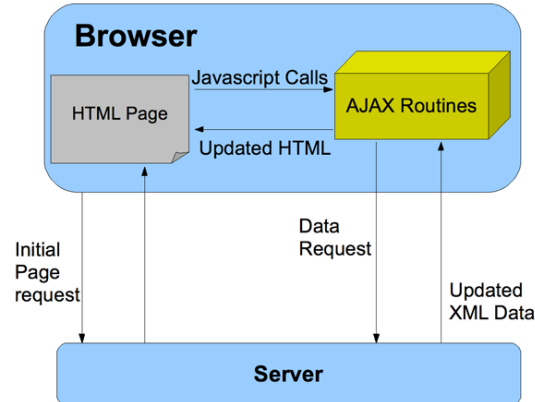 Browser
Javascript Calls
HTML Page
AJAX Routines
Updated HTML
Initial
Page
request
Data
Request
Updated
XML Data
Server